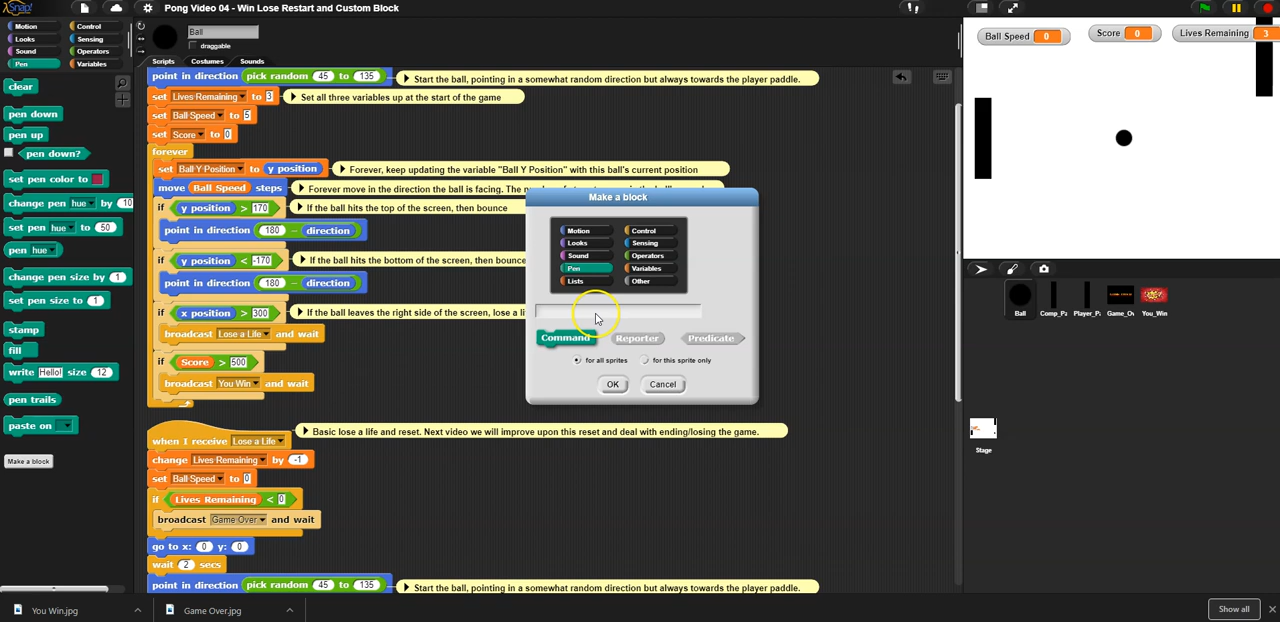 Snap! Pong Video 04 - Win Lose Restart and Custom Block
Motion Control
Looks Sensing
Sound Operators
Pen Variables
clear
pen down
pen up
pen down?
set pen color to
change pen hue by 10
set pen hue to 50
pen hue
change pen size by 1
set pen size to 1
stamp
fill
write Hello! size 12
pen trails
paste on
Make a block
Ball
draggable
Scripts Costumes Sounds
point in direction pick random 45 to 135
Start the ball, pointing in a somewhat random direction but always towards the player paddle.
set Lives Remaining to 3
Set all three variables up at the start of the game
set Ball Speed to 5
set Score to 0
forever
set Ball Y Position to y position
Forever, keep updating the variable "Ball Y Position" with this ball's current position
move Ball Speed steps
Forever move in the direction the ball is facing. The
if y position > 170
If the ball hits the top of the screen, then bounce
point in direction 180 - direction
if y position < -170
If the ball hits the bottom of the screen, then bounce
point in direction 180 - direction
if x position > 300
If the ball leaves the right side of the screen, lose a
broadcast Lose a Life and wait
if Score > 500
broadcast You Win and wait
when I receive Lose a Life
Basic lose a life and reset. Next video we will improve upon this reset and deal with ending/losing the game.
change Lives Remaining by -1
set Ball Speed to 0
if Lives Remaining < 0
broadcast Game Over and wait
go to x: 0 y: 0
wait 2 secs
point in direction pick random 45 to 135
Start the ball, pointing in a somewhat random direction but always towards the player paddle.
Make a block
Motion Control
Looks Sensing
Sound Operators
Pen Variables
Lists Other
Command Reporter Predicate
for all sprites for this sprite only
OK Cancel
Ball Speed 0
Score 0
Lives Remaining 3
Ball Comp_Pa Player_P Game_Ov You_Win
Stage
You Win.jpg
Game Over.jpg
Show all